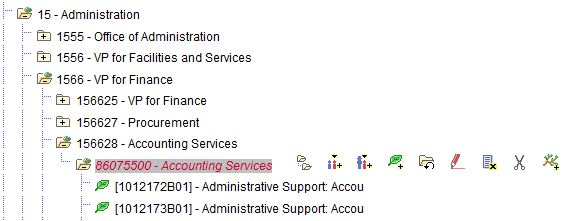 15 - Administration
1555 - Office of Administration
1556 - VP for Facilities and Services
1566 - VP for Finance
156625 - VP for Finance
156627 - Procurement
156628 - Accounting Services
86075500 - Accounting Services
[1012172B01] - Administrative Support: Accou
[1012173B01] - Administrative Support: Accou